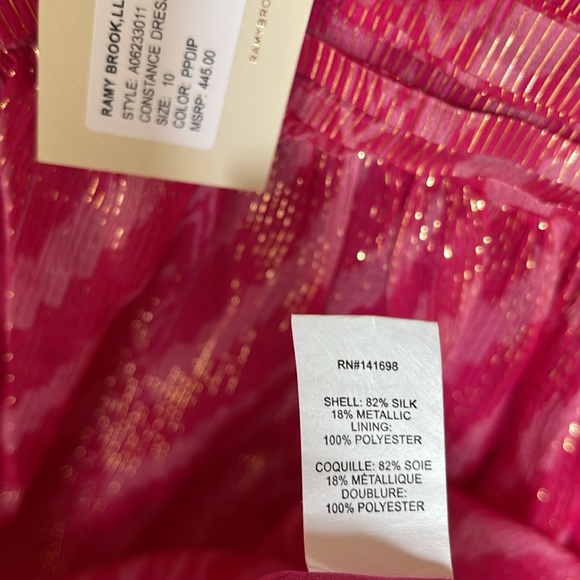 RAMY BROOK,LL
STYLE: A06233011
CONSTANCE DRES
SIZE: 10
COLOR: PPDIP
MSRP: 445.00
RAMYBRO
RN#141698
SHELL: 82% SILK
18% METALLIC
LINING:
100% POLYESTER
COQUILLE: 82% SOIE
18% MÉTALLIQUE
DOUBLURE:
100% POLYESTER